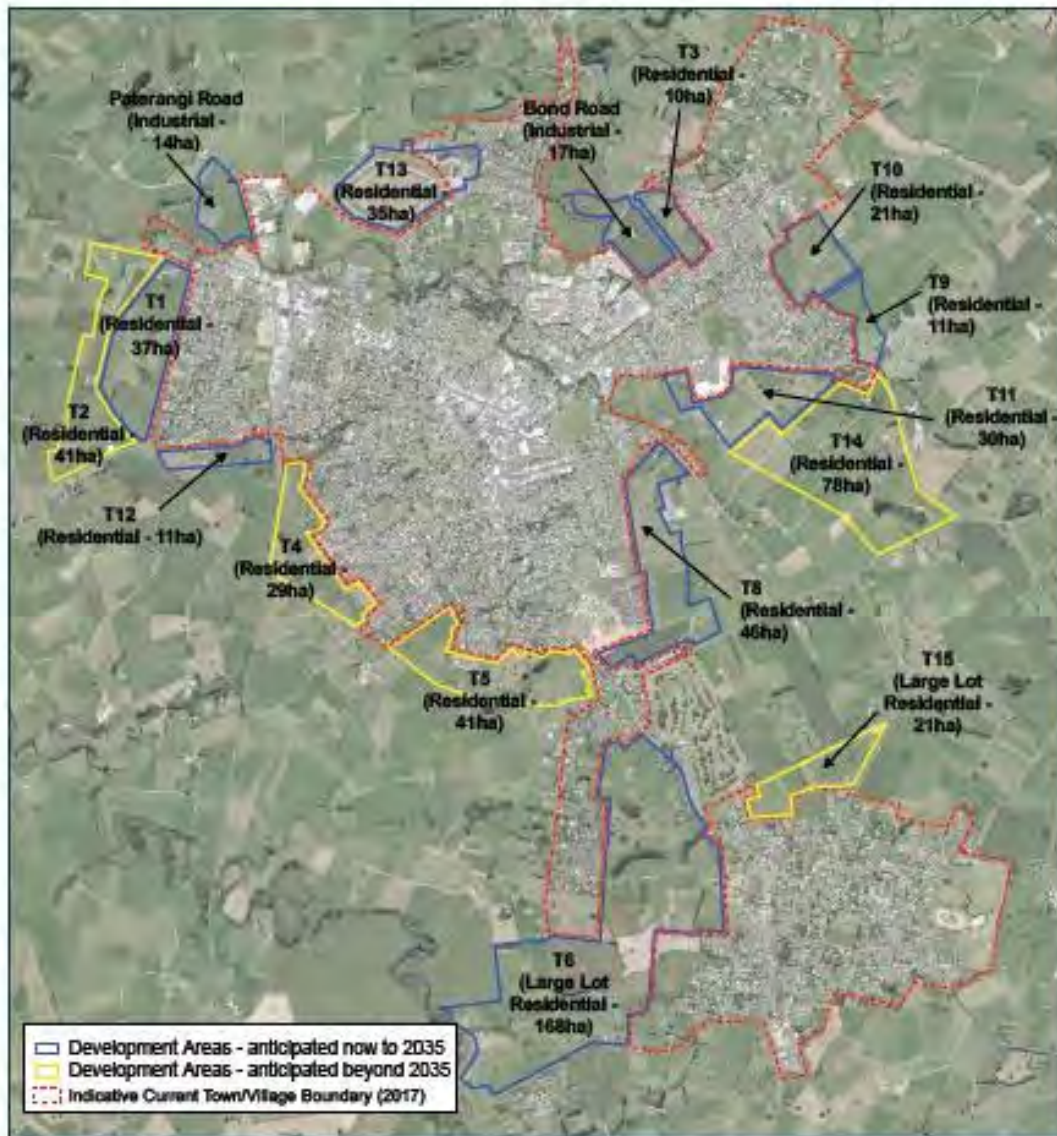 T3
(Residential -
10ha)
Paterangi Road
(Industrial -
14ha)
Bond Road
(Industrial -
17ha)
T13
(Residential -
35ha)
T10
(Residential -
21ha)
T9
(Residential -
11ha)
T1
(Residential -
37ha)
T2
(Residential -
41ha)
T11
(Residential -
30ha)
T14
(Residential -
78ha)
T12
(Residential - 11ha)
T4
(Residential -
29ha)
T8
(Residential -
46ha)
T5
(Residential -
41ha)
T15
(Large Lot
Residential -
21ha)
T6
(Large Lot
Residential -
168ha)
Development Areas - anticipated now to 2035
Development Areas - anticipated beyond 2035
Indicative Current Town/Village Boundary (2017)